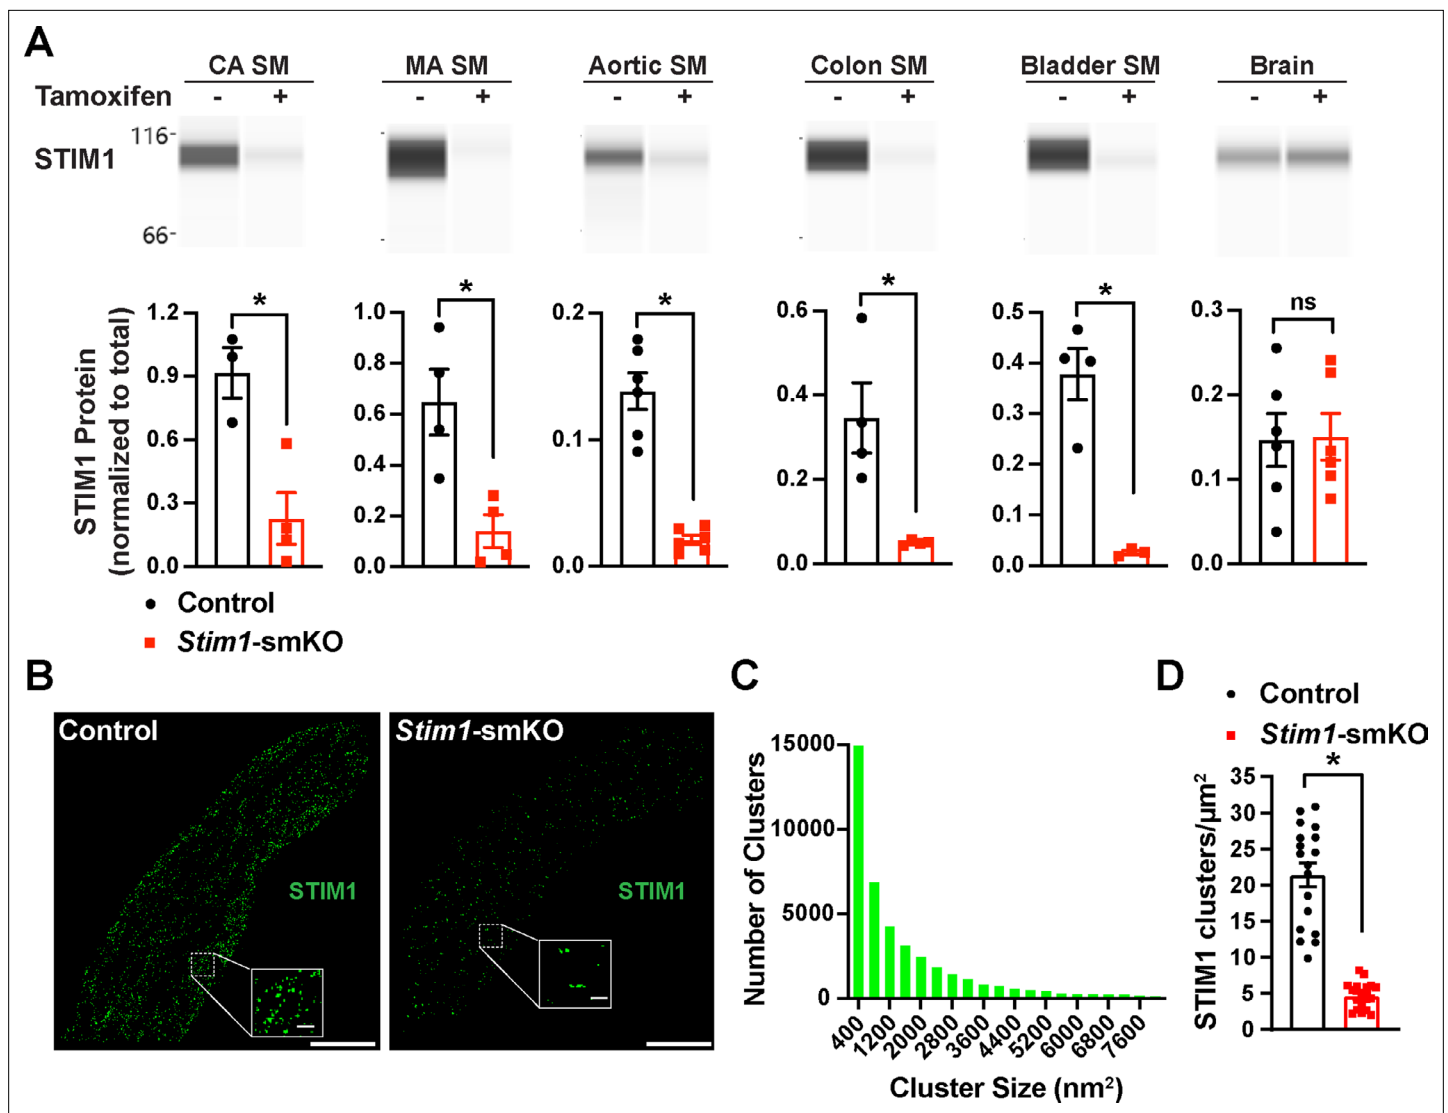 A
CA SM MA SM Aortic SM Colon SM Bladder SM Brain
Tamoxifen - + - + - + - + - + - +
116-
STIM1
66-
STIM1 Protein
(normalized to total)
* * * * * ns
1.2 1.0 0.2 0.6 0.5 0.3
0.9 0.8 0.1 0.4 0.4 0.2
0.6 0.6 0.0 0.2 0.3 0.1
0.3 0.4 0.0 0.2 0.0
0.0 0.2 0.1
0.0 0.0
Control
Stim1-smKO
B
Control
STIM1
Stim1-smKO
STIM1
C
Number of Clusters
15000
10000
5000
0
400 1200 2000 2800 3600 4400 5200 6000 6800 7600
Cluster Size (nm²)
D
Control
Stim1-smKO
*
STIM1 clusters/µm²
35
30
25
20
15
10
5
0